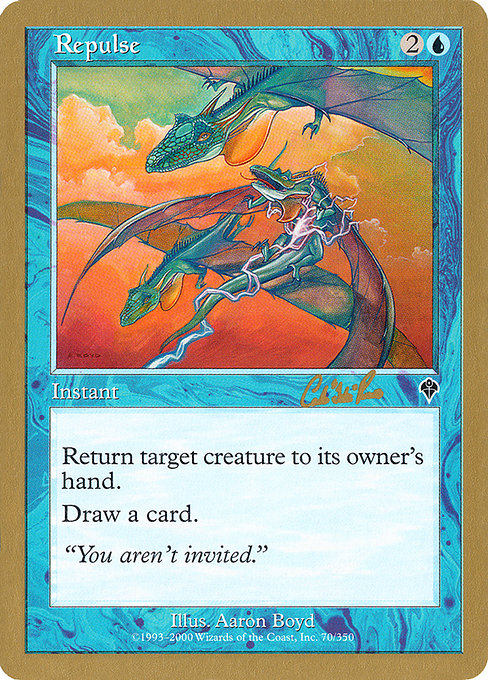 Repulse 2
Instant
Return target creature to its owner's
hand.
Draw a card.
“You aren't invited.”
Illus. Aaron Boyd
©1993–2000 Wizards of the Coast, Inc. 70/350